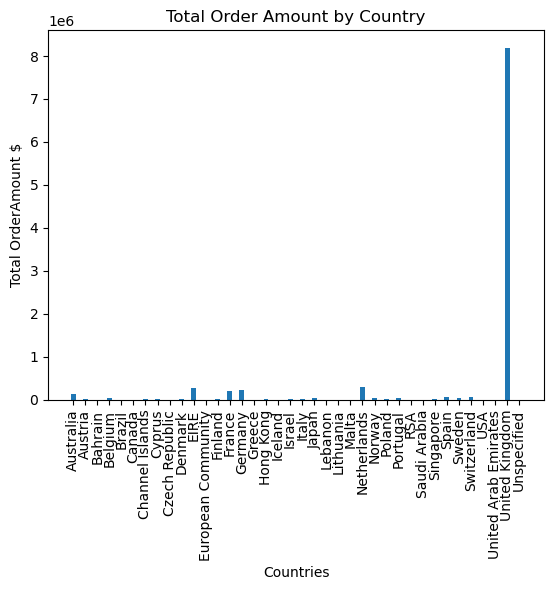 Total Order Amount by Country
1e6
8
7
6
5
4
3
2
1
0
Total OrderAmount $
Australia
Austria
Bahrain
Belgium
Brazil
Canada
Channel Islands
Cyprus
Czech Republic
Denmark
EIRE
European Community
Finland
France
Germany
Greece
Hong Kong
Iceland
Israel
Italy
Japan
Lebanon
Lithuania
Malta
Netherlands
Norway
Poland
Portugal
RSA
Saudi Arabia
Singapore
Spain
Sweden
Switzerland
USA
United Arab Emirates
United Kingdom
Unspecified
Countries